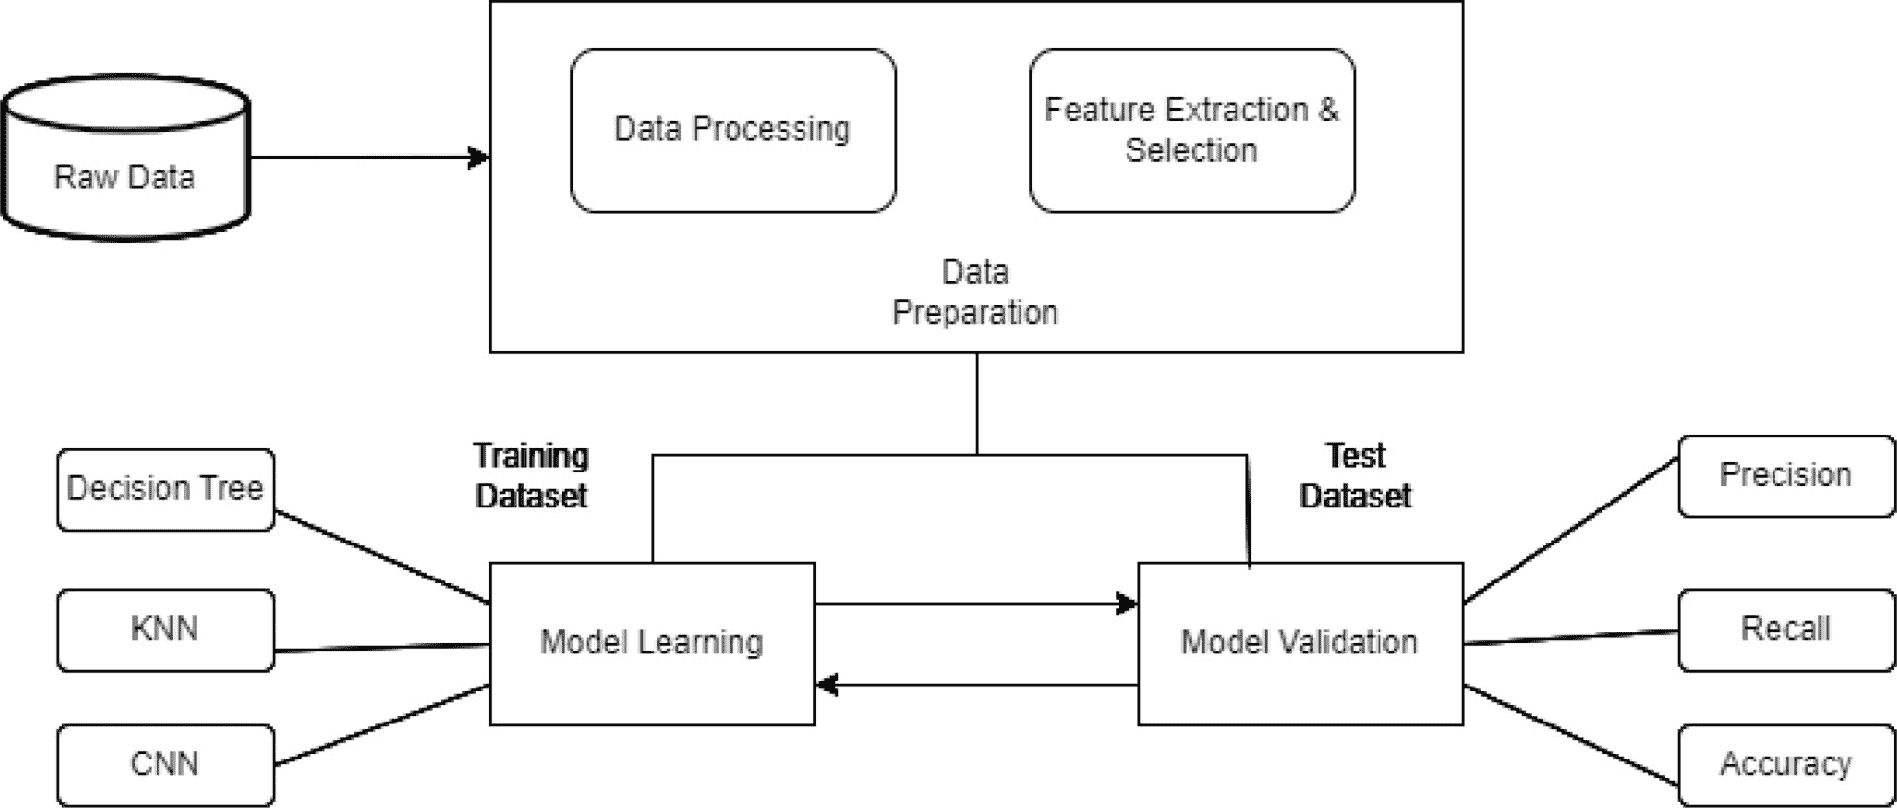 Data Processing
Feature Extraction &
Selection
Raw Data
Data
Preparation
Training
Dataset
Test
Dataset
Decision Tree
KNN
CNN
Model Learning
Model Validation
Precision
Recall
Accuracy